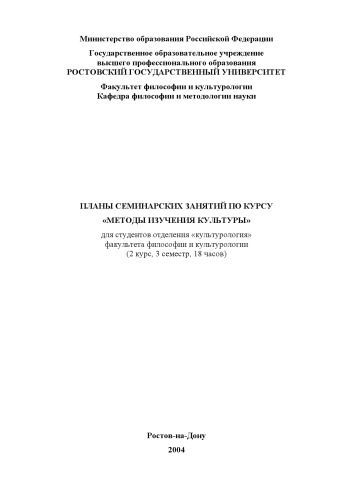 Министерство образования Российской Федерации
Государственное образовательное учреждение
высшего профессионального образования
РОСТОВСКИЙ ГОСУДАРСТВЕННЫЙ УНИВЕРСИТЕТ
Факультет философии и культурологии
Кафедра философии и методологии науки
ПЛАНЫ СЕМИНАРСКИХ ЗАНЯТИЙ ПО КУРСУ
«МЕТОДЫ ИЗУЧЕНИЯ КУЛЬТУРЫ»
для студентов отделения «культурология»
факультета философии и культурологии
(2 курс, 3 семестр, 18 часов)
Ростов-на-Дону
2004